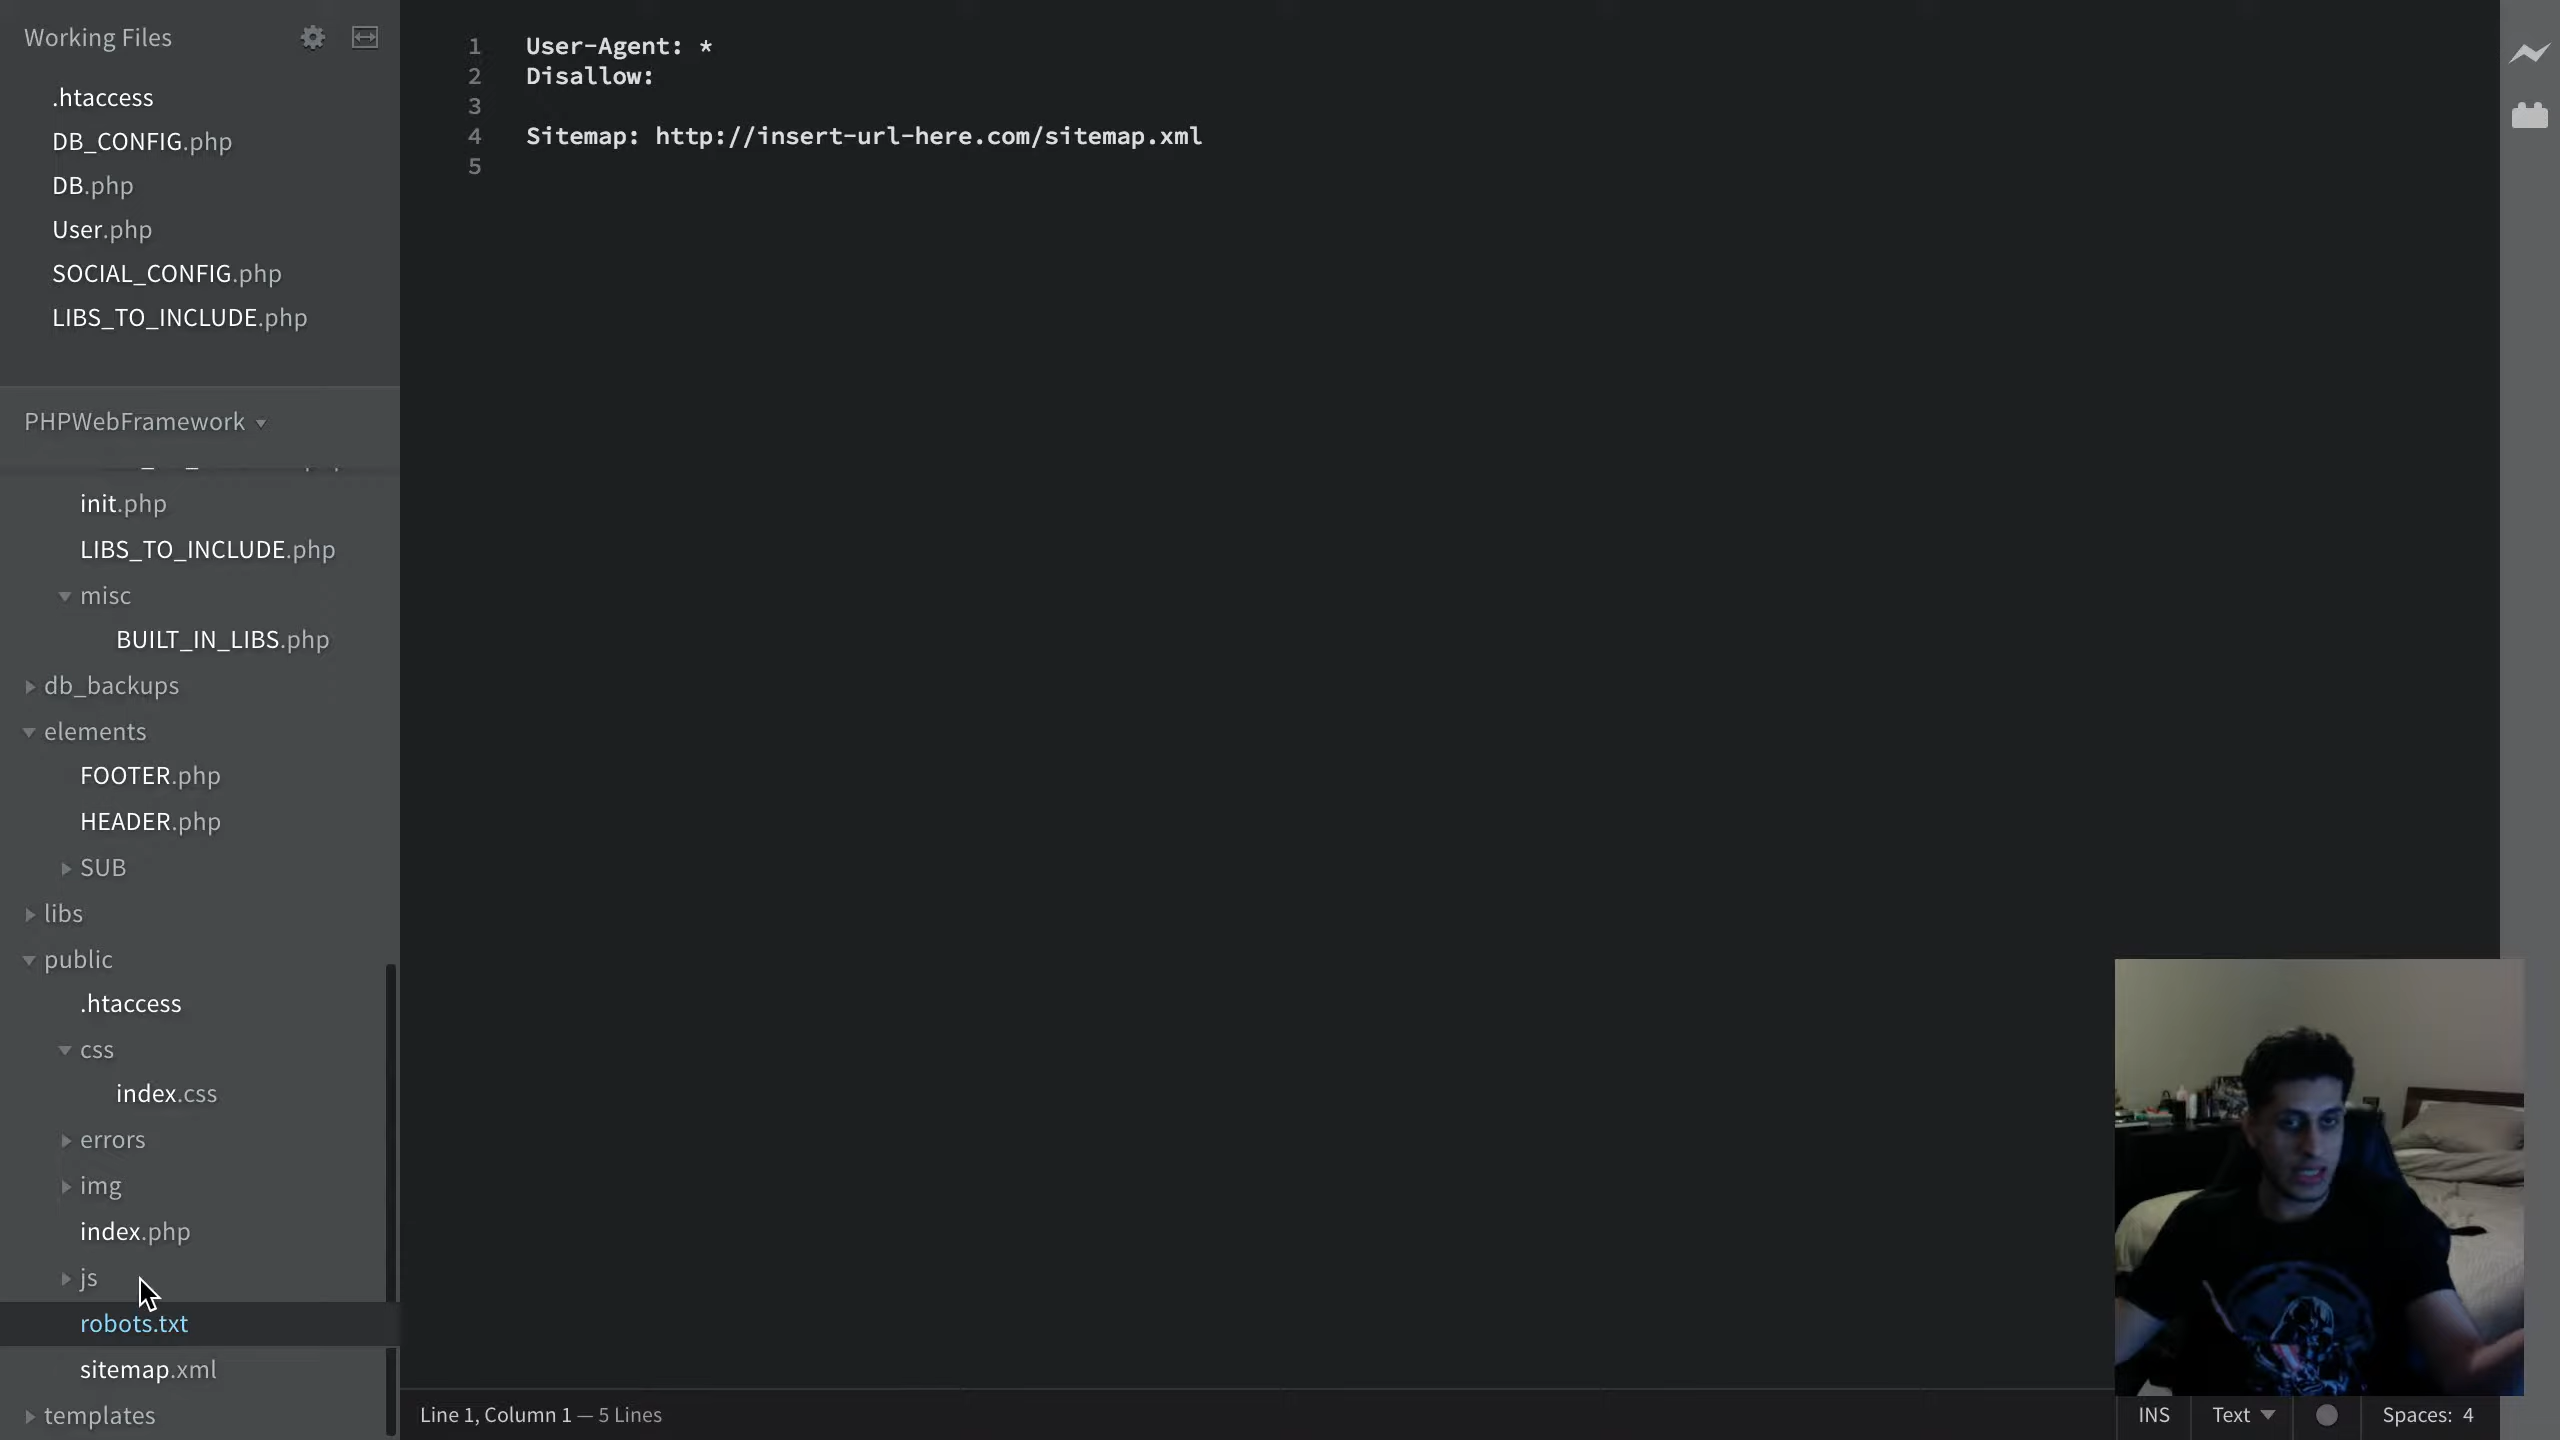 Working Files
.htaccess
DB_CONFIG.php
DB.php
User.php
SOCIAL_CONFIG.php
LIBS_TO_INCLUDE.php
PHPWebFramework
init.php
LIBS_TO_INCLUDE.php
misc
BUILT_IN_LIBS.php
db_backups
elements
FOOTER.php
HEADER.php
SUB
libs
public
.htaccess
css
index.css
errors
img
index.php
js
robots.txt
sitemap.xml
templates
1 User-Agent: *
2 Disallow:
3
4 Sitemap: http://insert-url-here.com/sitemap.xml
5
Line 1, Column 1 — 5 Lines
INS Text Spaces: 4